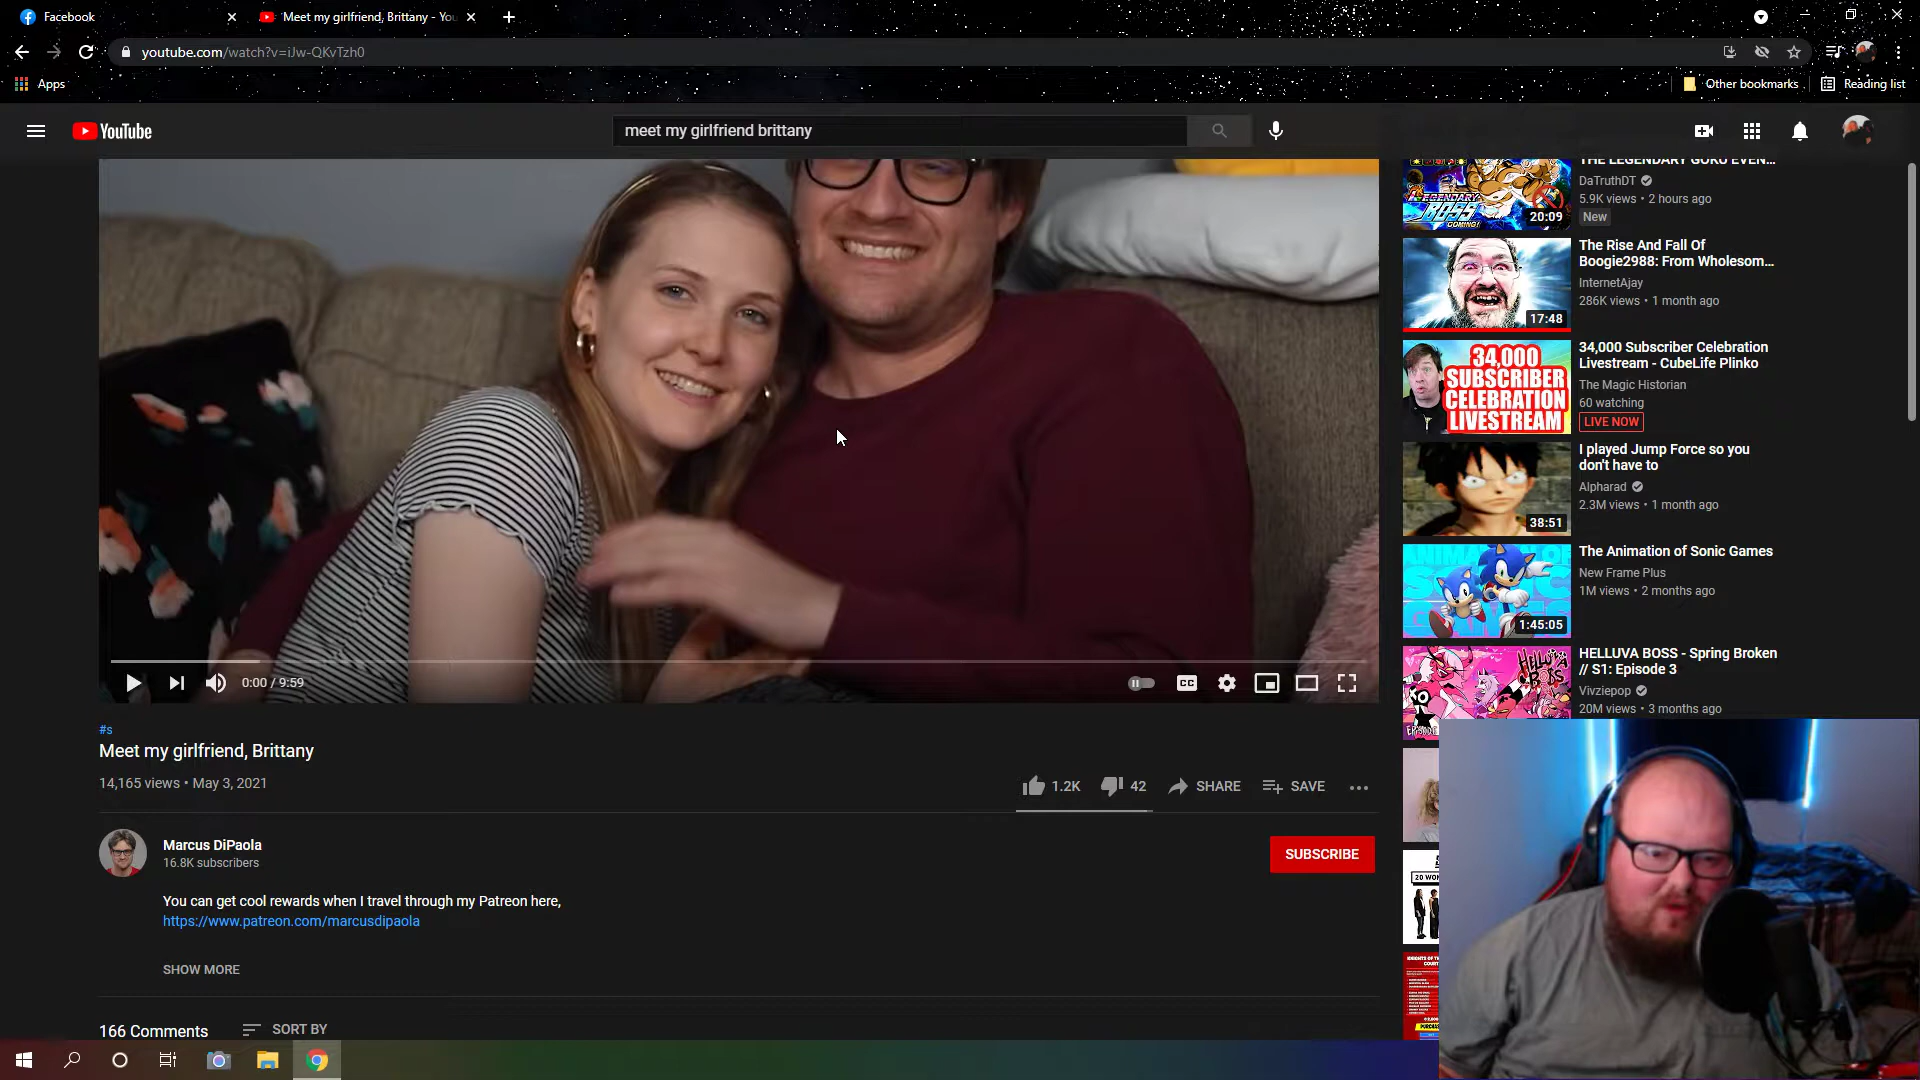 Facebook
Meet my girlfriend, Brittany - You
youtube.com/watch?v=iJw-QKvTzh0
Apps
Other bookmarks
Reading list
YouTube
meet my girlfriend brittany
THE LEGENDARY GOKU EVEN...
DaTruthDT
5.9K views • 2 hours ago
New
LEGENDARY
BOSS
COMING!
20:09
The Rise And Fall Of
Boogie2988: From Wholesom...
InternetAjay
286K views • 1 month ago
17:48
34,000 Subscriber Celebration
Livestream - CubeLife Plinko
The Magic Historian
60 watching
LIVE NOW
34,000
SUBSCRIBER
CELEBRATION
LIVESTREAM
I played Jump Force so you
don't have to
Alpharad
2.3M views • 1 month ago
38:51
The Animation of Sonic Games
New Frame Plus
1M views • 2 months ago
1:45:05
HELLUVA BOSS - Spring Broken
// S1: Episode 3
Vivziepop
20M views • 3 months ago
0:00 / 9:59
CC
#s
Meet my girlfriend, Brittany
14,165 views • May 3, 2021
1.2K
42
SHARE
SAVE
Marcus DiPaola
16.8K subscribers
SUBSCRIBE
You can get cool rewards when I travel through my Patreon here,
https://www.patreon.com/marcusdipaola
SHOW MORE
166 Comments
SORT BY